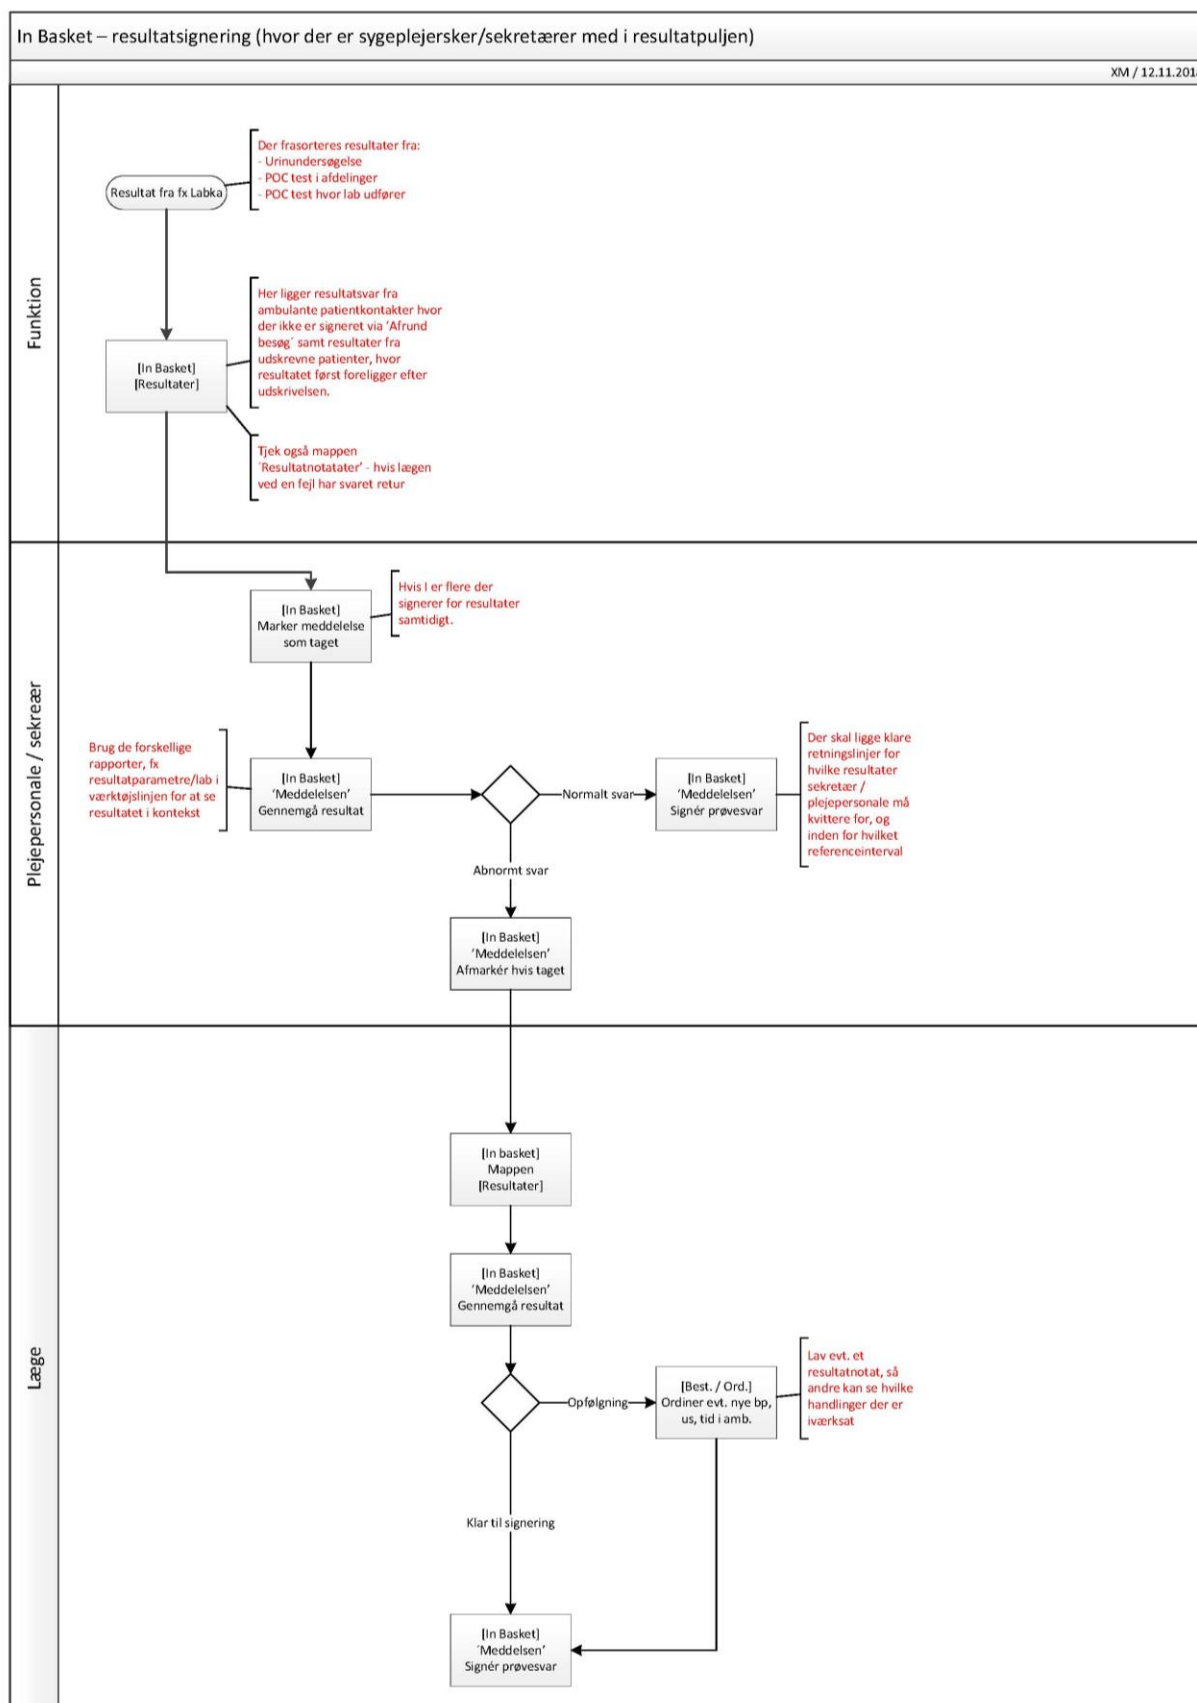 In Basket – resultatsignering (hvor der er sygeplejersker/sekretærer med i resultatpuljen)
XM / 12.11.201
Funktion
Der frasorteres resultater fra:
- Urinundersøgelse
- POC test i afdelinger
- POC test hvor lab udfører
Resultat fra fx Labka
Her ligger resultatsvar fra
ambulante patientkontakter hvor
der ikke er signeret via ‘Afrund
besøg´ samt resultater fra
udskrevne patienter, hvor
resultatet først foreligger efter
udskrivelsen.
[In Basket]
[Resultater]
Tjek også mappen
´Resultatnotatater’ - hvis lægen
ved en fejl har svaret retur
Plejepersonale / sekreær
[In Basket]
Marker meddelelse
som taget
Hvis I er flere der
signerer for resultater
samtidigt.
Brug de forskellige
rapporter, fx
resultatparametre/lab i
værktøjslinjen for at se
resultatet i kontekst
[In Basket]
‘Meddelelsen’
Gennemgå resultat
Normalt svar
[In Basket]
‘Meddelelsen’
Signér prøvesvar
Der skal ligge klare
retningslinjer for
hvilke resultater
sekretær /
plejepersonale må
kvittere for, og
inden for hvilket
referenceinterval
Abnormt svar
[In Basket]
‘Meddelelsen’
Afmarkér hvis taget
Læge
[In basket]
Mappen
[Resultater]
[In Basket]
‘Meddelelsen’
Gennemgå resultat
Opfølgning
[Best. / Ord.]
Ordiner evt. nye bp,
us, tid i amb.
Lav evt. et
resultatnotat, så
andre kan se hvilke
handlinger der er
iværksat
Klar til signering
[In Basket]
´Meddelsen’
Signér prøvesvar